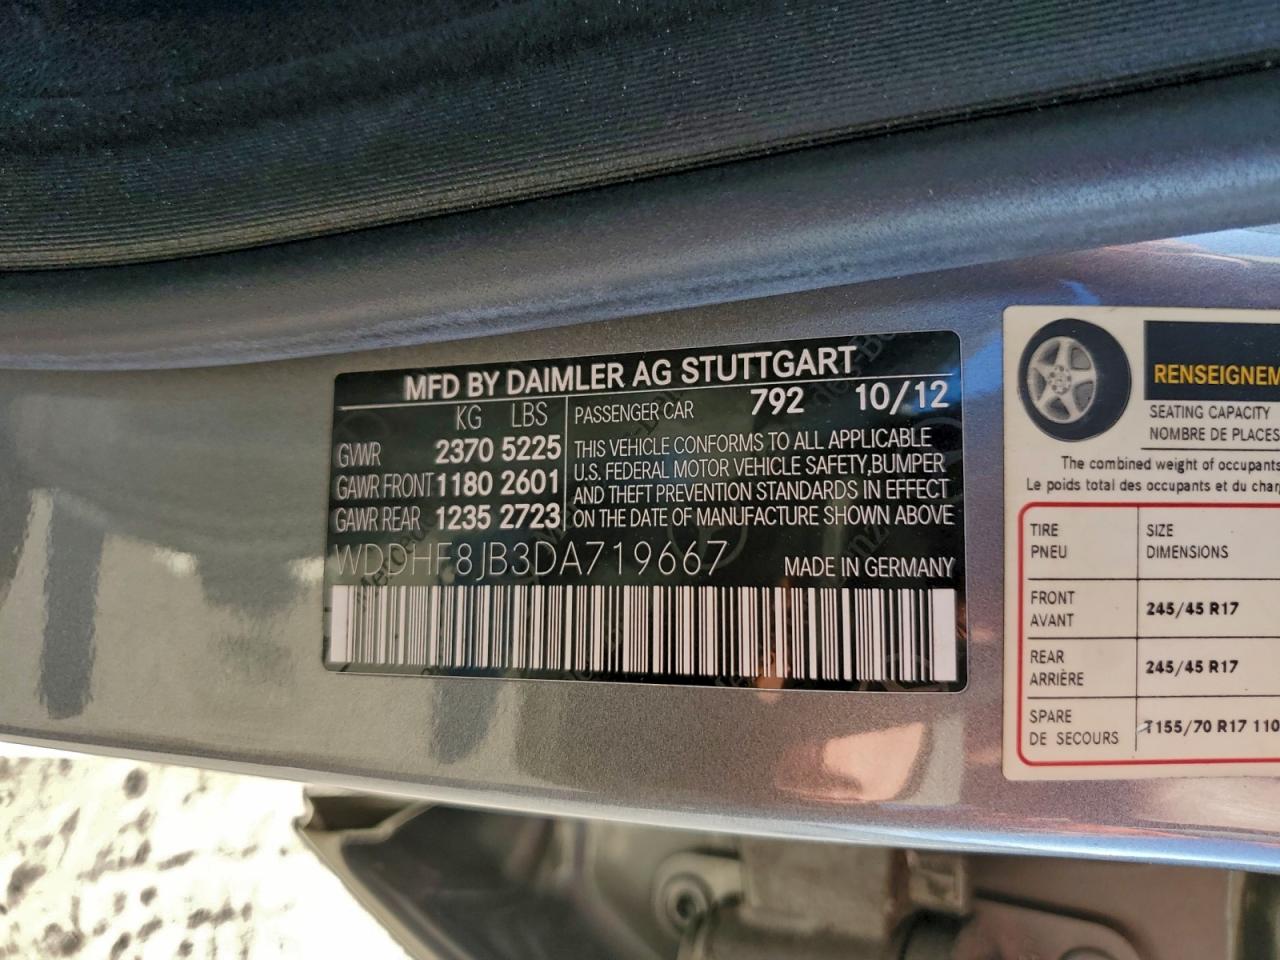 MFD BY DAIMLER AG STUTTGART
KG LBS
PASSENGER CAR 792 10/12
GVWR 2370 5225
GAWR FRONT 1180 2601
GAWR REAR 1235 2723
THIS VEHICLE CONFORMS TO ALL APPLICABLE
U.S. FEDERAL MOTOR VEHICLE SAFETY,BUMPER
AND THEFT PREVENTION STANDARDS IN EFFECT
ON THE DATE OF MANUFACTURE SHOWN ABOVE
WDDHF8JB3DA719667 MADE IN GERMANY
RENSEIGNEM
SEATING CAPACITY
NOMBRE DE PLACES
The combined weight of occupants
Le poids total des occupants et du char
TIRE SIZE
PNEU DIMENSIONS
FRONT
AVANT
245/45 R17
REAR
ARRIÈRE
245/45 R17
SPARE
DE SECOURS
T155/70 R17 110